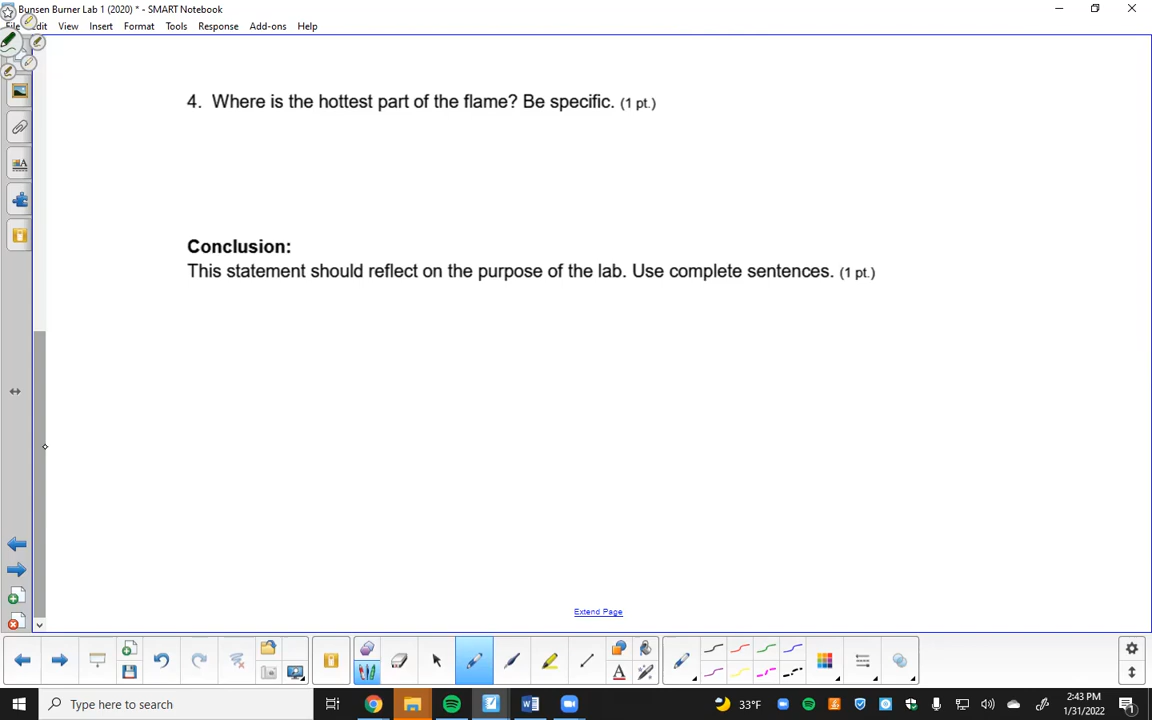 Bunsen Burner Lab 1 (2020) * - SMART Notebook
File Edit View Insert Format Tools Response Add-ons Help
4. Where is the hottest part of the flame? Be specific. (1 pt.)
Conclusion:
This statement should reflect on the purpose of the lab. Use complete sentences. (1 pt.)
Extend Page
Type here to search
33°F
2:43 PM
1/31/2022
1